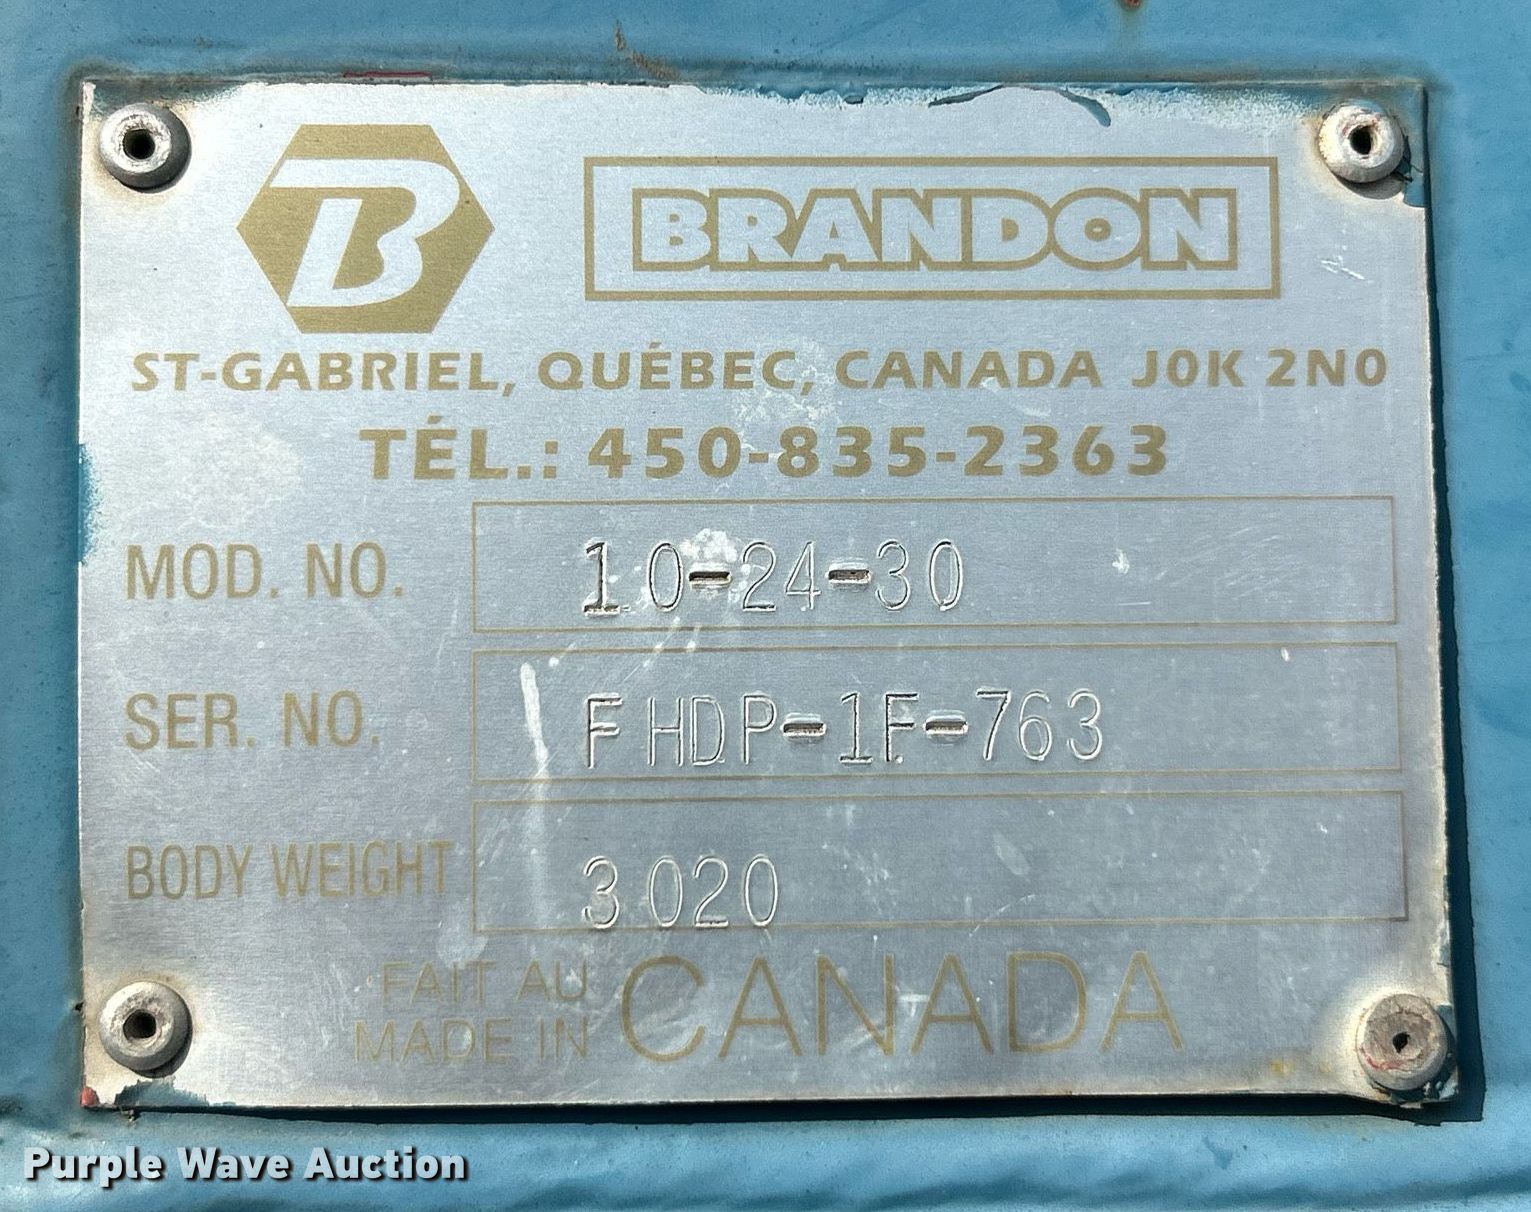 B
BRANDON
ST-GABRIEL, QUÉBEC, CANADA J0K 2N0
TÉL.: 450-835-2363
MOD. NO. 10-24-30
SER. NO. FHDP-1F-763
BODY WEIGHT 3020
FAIT AU
MADE IN CANADA
Purple Wave Auction